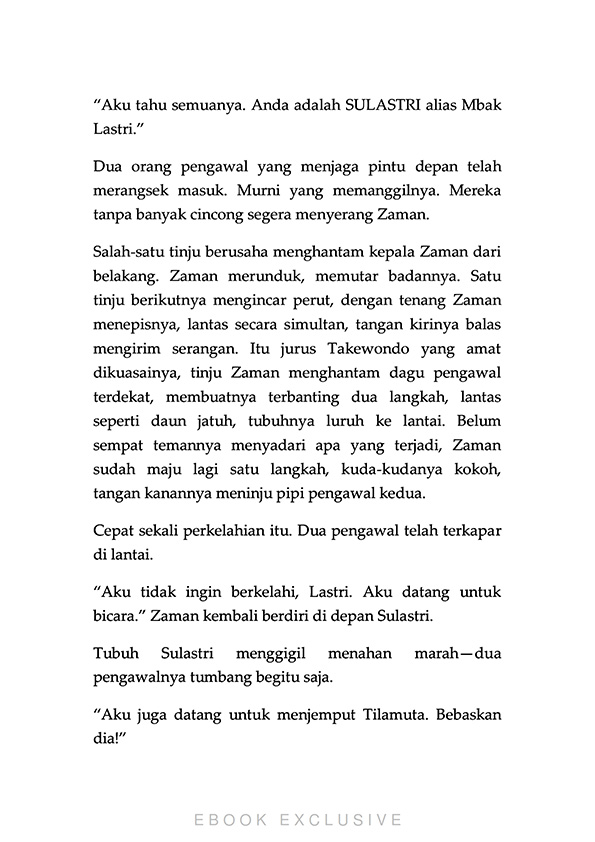 “Aku tahu semuanya. Anda adalah SULASTRI alias Mbak
Lastri.”
Dua orang pengawal yang menjaga pintu depan telah
merangsek masuk. Murni yang memanggilnya. Mereka
tanpa banyak cincong segera menyerang Zaman.
Salah-satu tinju berusaha menghantam kepala Zaman dari
belakang. Zaman merunduk, memutar badannya. Satu
tinju berikutnya mengincar perut, dengan tenang Zaman
menepisnya, lantas secara simultan, tangan kirinya balas
mengirim serangan. Itu jurus Takewondo yang amat
dikuasainya, tinju Zaman menghantam dagu pengawal
terdekat, membuatnya terbanting dua langkah, lantas
seperti daun jatuh, tubuhnya luruh ke lantai. Belum
sempat temannya menyadari apa yang terjadi, Zaman
sudah maju lagi satu langkah, kuda-kudanya kokoh,
tangan kanannya meninju pipi pengawal kedua.
Cepat sekali perkelahian itu. Dua pengawal telah terkapar
di lantai.
“Aku tidak ingin berkelahi, Lastri. Aku datang untuk
bicara.” Zaman kembali berdiri di depan Sulastri.
Tubuh Sulastri menggigil menahan marah—dua
pengawalnya tumbang begitu saja.
“Aku juga datang untuk menjemput Tilamuta. Bebaskan
dia!”
EBOOK EXCLUSIVE